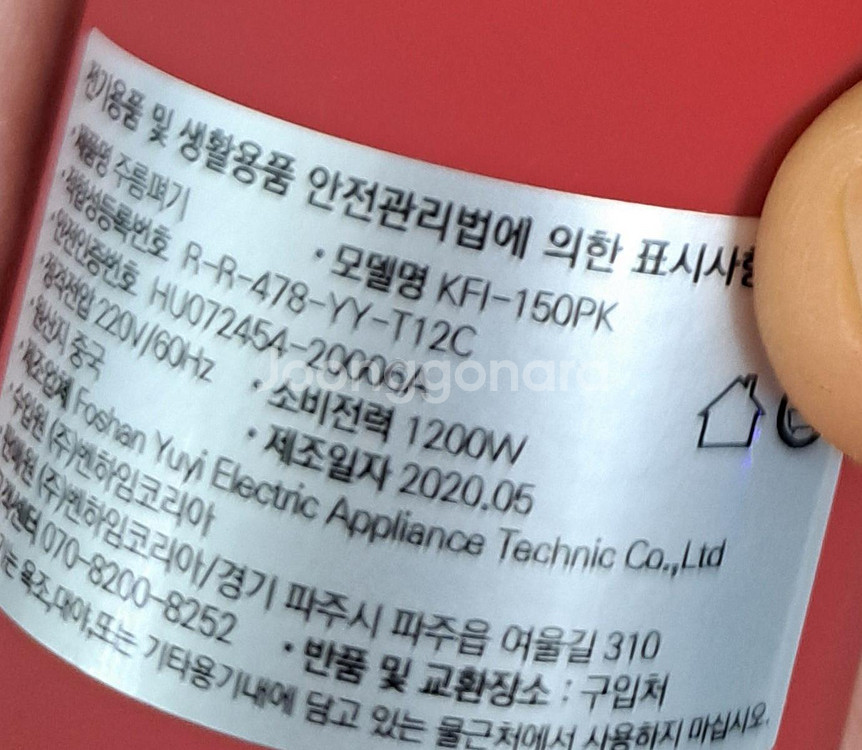 전기용품 및 생활용품 안전관리법에 의한 표시사항
·제품명 주름펴기 ·모델명 KFI-150PK
·적합성등록번호 R-R-478-YY-T12C
·안전인증번호 HU072454-20006A
·정격전압 220V/60Hz ·소비전력 1200W
·원산지 중국 ·제조일자 2020.05
·제조업체 Foshan Yuyi Electric Appliance Technic Co.,Ltd
·수입원 (주)벤하임코리아
판매원 (주)벤하임코리아/경기 파주시 파주읍 여울길 310
고객센터 070-8200-8252 ·반품 및 교환장소 : 구입처
욕조,대야,또는 기타용기내에 담고 있는 물근처에서 사용하지 마십시오.
Joonggonara